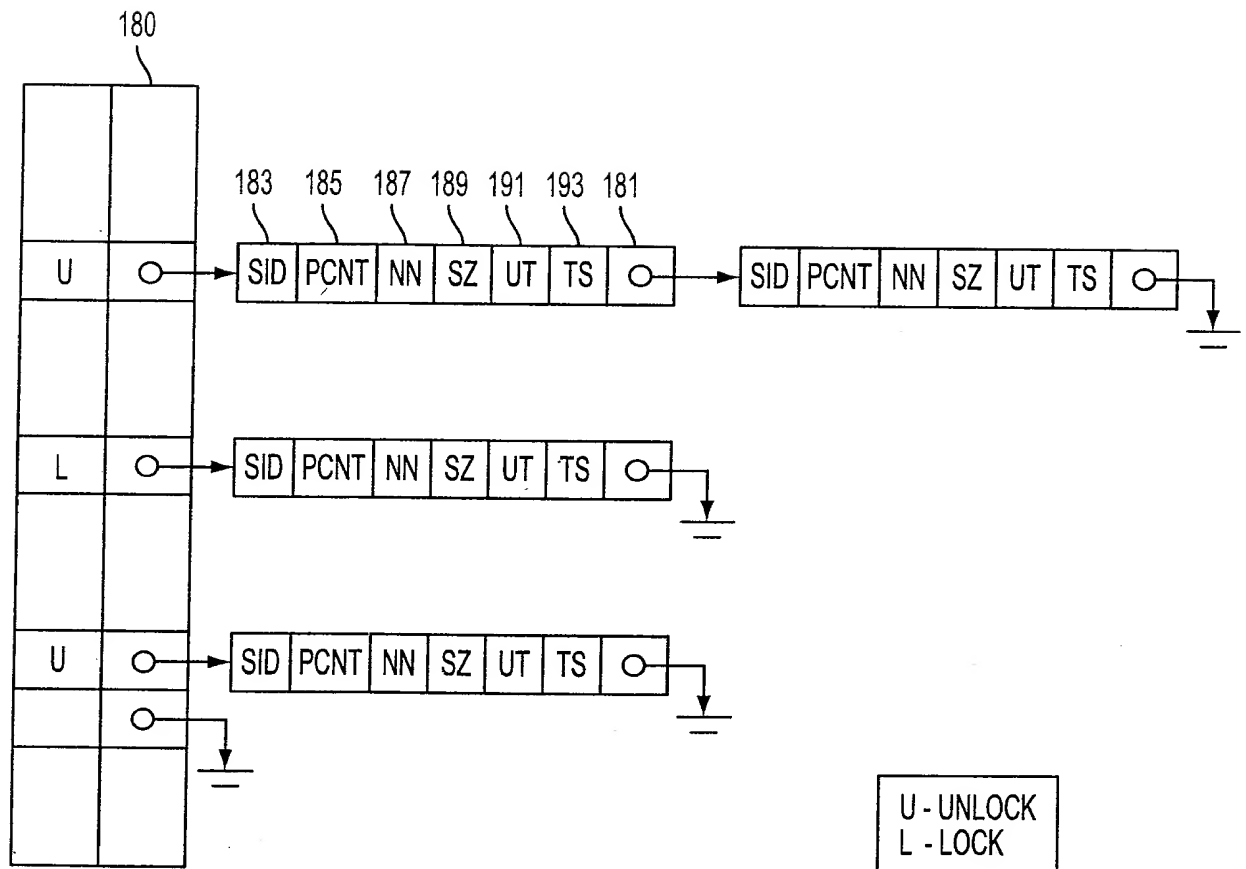 180
183 185 187 189 191 193 181
U SID PCNT NN SZ UT TS SID PCNT NN SZ UT TS
L SID PCNT NN SZ UT TS
U SID PCNT NN SZ UT TS
U - UNLOCK
L - LOCK